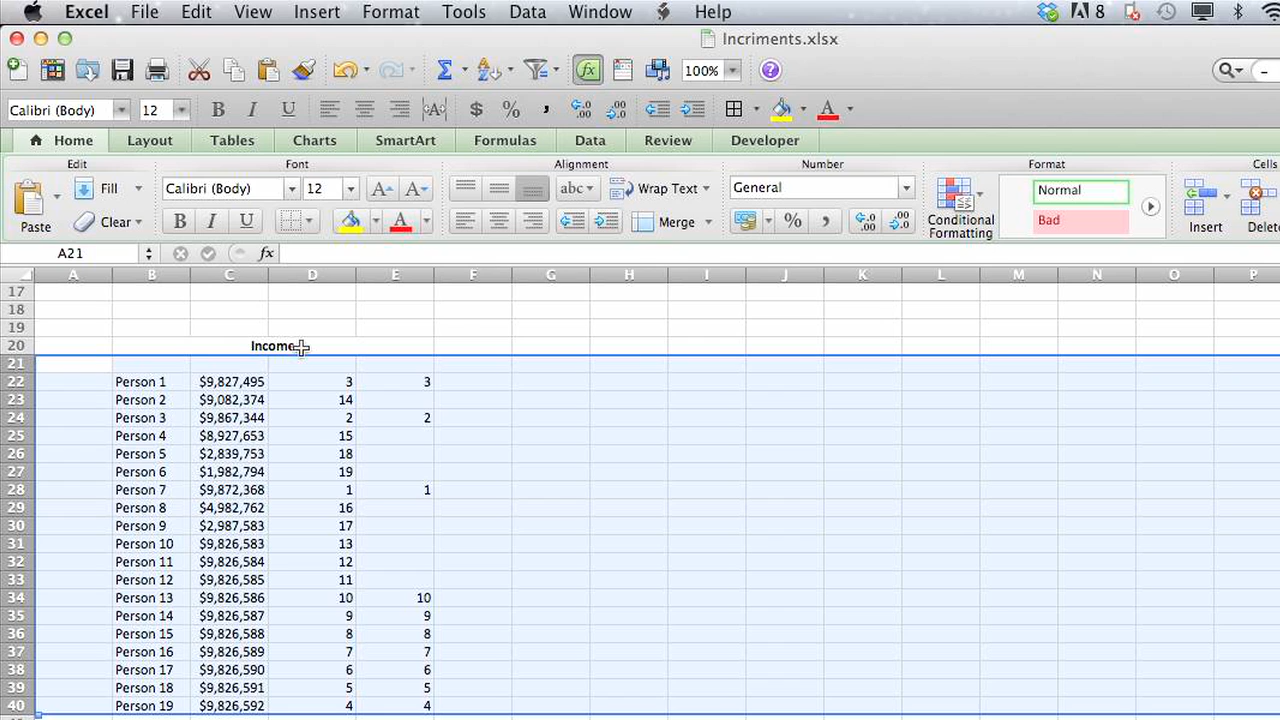 Excel File Edit View Insert Format Tools Data Window Help 8
Incriments.xlsx
Σ fx 100% ?
Calibri (Body) 12 B I U A $ % , .0 .00 A
Home Layout Tables Charts SmartArt Formulas Data Review Developer
Edit Font Alignment Number Format Cells
Paste Fill Calibri (Body) 12 A A abc Wrap Text General Conditional Formatting Normal Insert Delete
Clear B I U A Merge % , .0 .00 Bad
A21 fx
A B C D E F G H I J K L M N O P
17
18
19
20 Income
21
22 Person 1 $9,827,495 3 3
23 Person 2 $9,082,374 14
24 Person 3 $9,867,344 2 2
25 Person 4 $8,927,653 15
26 Person 5 $2,839,753 18
27 Person 6 $1,982,794 19
28 Person 7 $9,872,368 1 1
29 Person 8 $4,982,762 16
30 Person 9 $2,987,583 17
31 Person 10 $9,826,583 13
32 Person 11 $9,826,584 12
33 Person 12 $9,826,585 11
34 Person 13 $9,826,586 10 10
35 Person 14 $9,826,587 9 9
36 Person 15 $9,826,588 8 8
37 Person 16 $9,826,589 7 7
38 Person 17 $9,826,590 6 6
39 Person 18 $9,826,591 5 5
40 Person 19 $9,826,592 4 4